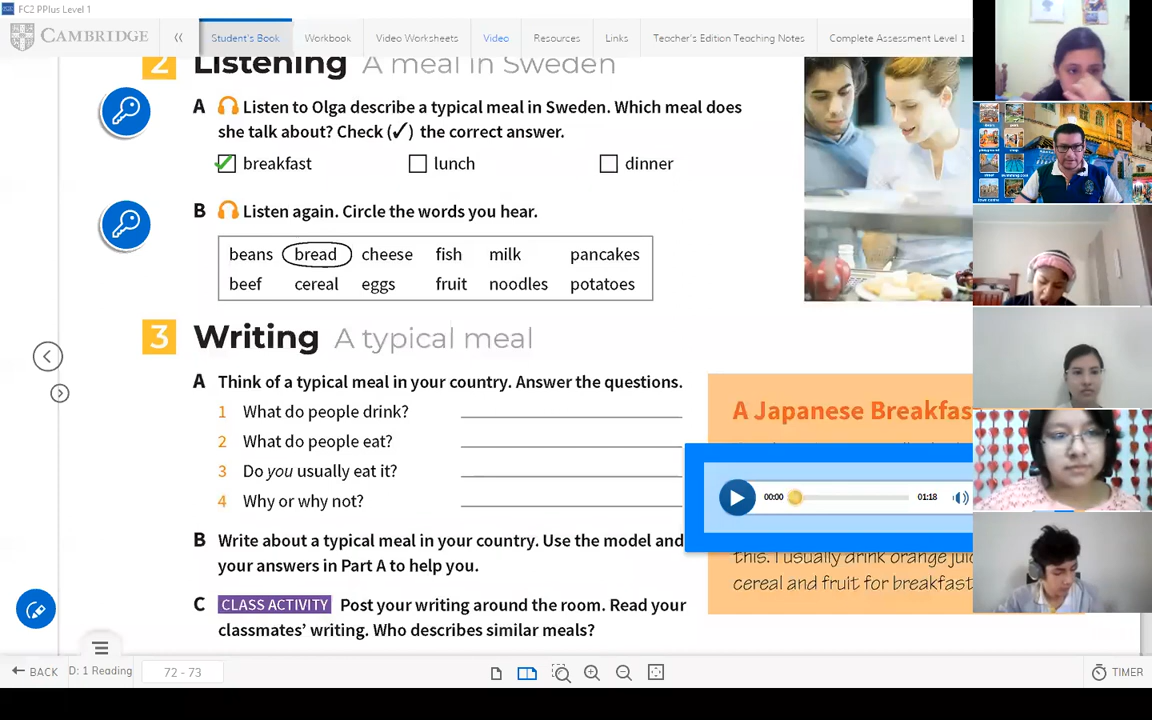 FC2 PPlus Level 1
CAMBRIDGE
Student's Book Workbook Video Worksheets Video Resources Links Teacher's Edition Teaching Notes Complete Assessment Level 1
2 Listening A meal in Sweden
A Listen to Olga describe a typical meal in Sweden. Which meal does
she talk about? Check (✓) the correct answer.
breakfast lunch dinner
B Listen again. Circle the words you hear.
beans bread cheese fish milk pancakes
beef cereal eggs fruit noodles potatoes
3 Writing A typical meal
A Think of a typical meal in your country. Answer the questions.
1 What do people drink?
2 What do people eat?
3 Do you usually eat it?
4 Why or why not?
A Japanese Breakfas
00:00 01:18
B Write about a typical meal in your country. Use the model and
your answers in Part A to help you.
this. I usually drink orange jui
cereal and fruit for breakfast
C CLASS ACTIVITY Post your writing around the room. Read your
classmates' writing. Who describes similar meals?
BACK D: 1 Reading 72 - 73 TIMER